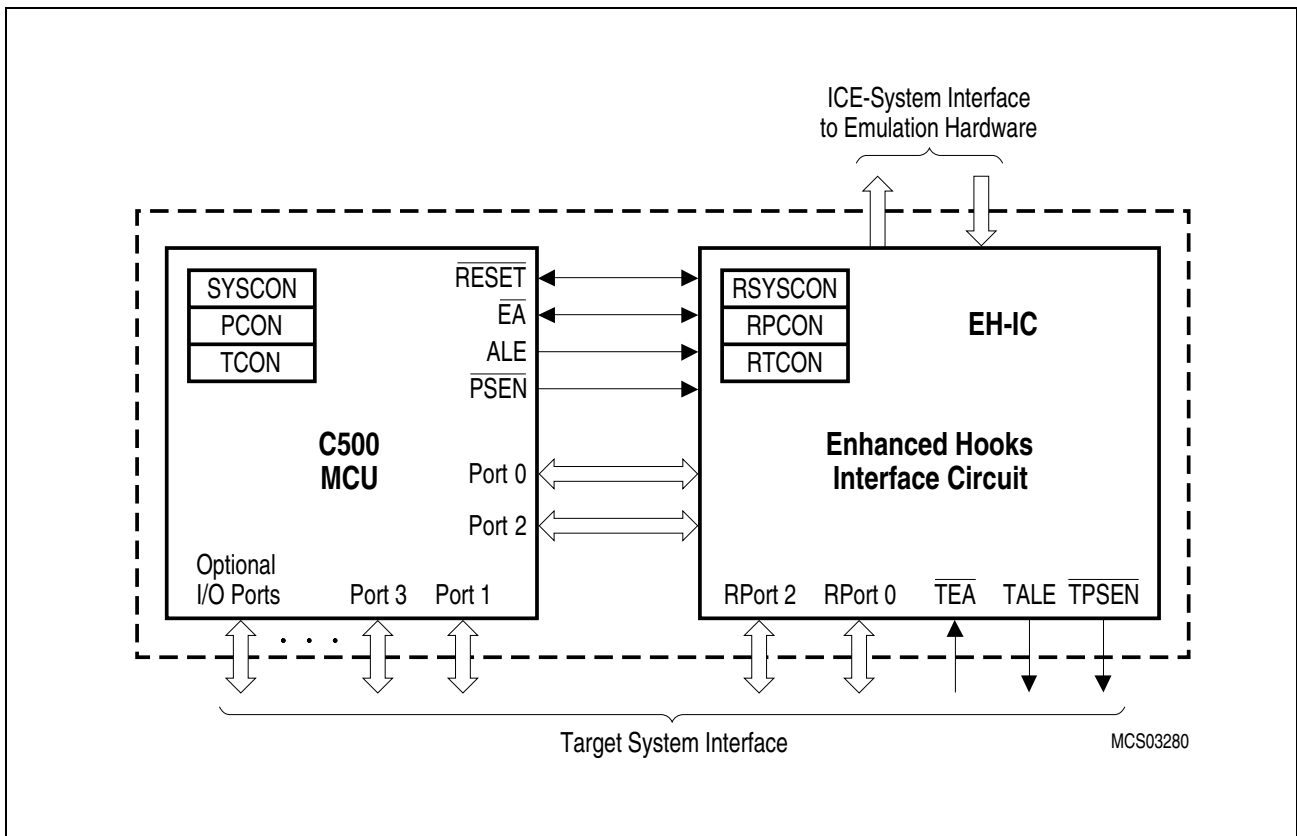 ICE-System Interface
to Emulation Hardware
SYSCON
PCON
TCON
RESET
EA
ALE
PSEN
C500
MCU
Port 0
Port 2
Optional
I/O Ports
Port 3
Port 1
RSYSCON
RPCON
RTCON
EH-IC
Enhanced Hooks
Interface Circuit
RPort 2
RPort 0
TEA
TALE
TPSEN
. . .
Target System Interface
MCS03280